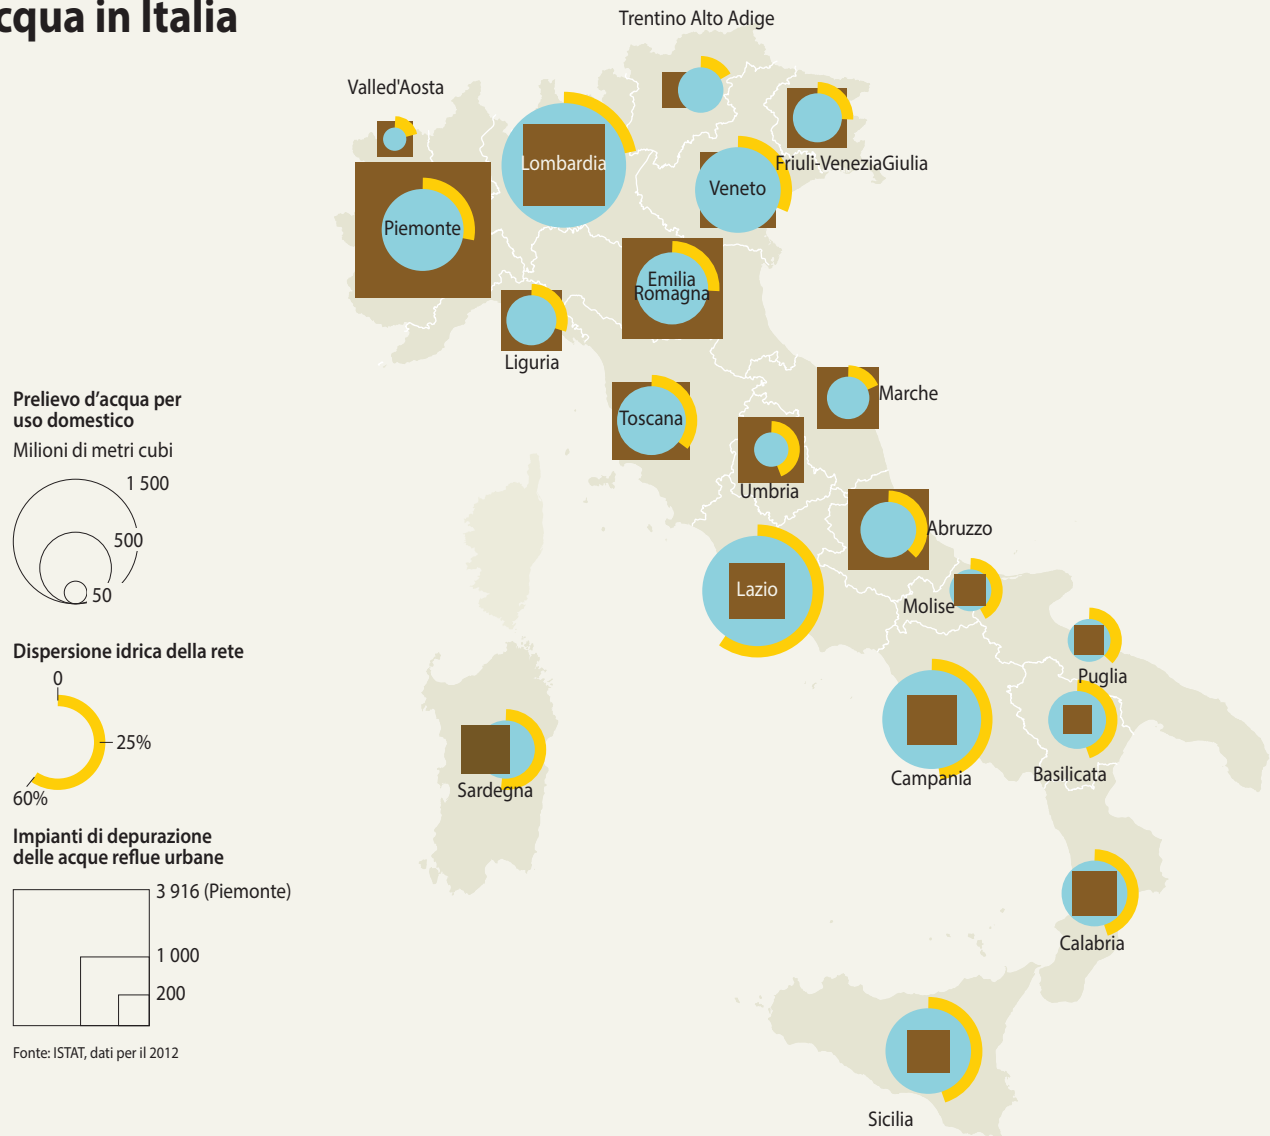 cqua in Italia
Trentino Alto Adige
Valled'Aosta
Lombardia
Friuli-VeneziaGiulia
Veneto
Piemonte
Emilia
Romagna
Liguria
Prelievo d’acqua per
uso domestico
Milioni di metri cubi
1 500
500
50
Marche
Toscana
Umbria
Abruzzo
Lazio
Molise
Puglia
Dispersione idrica della rete
0
25%
60%
Sardegna
Campania
Basilicata
Impianti di depurazione
delle acque reflue urbane
3 916 (Piemonte)
1 000
200
Calabria
Fonte: ISTAT, dati per il 2012
Sicilia